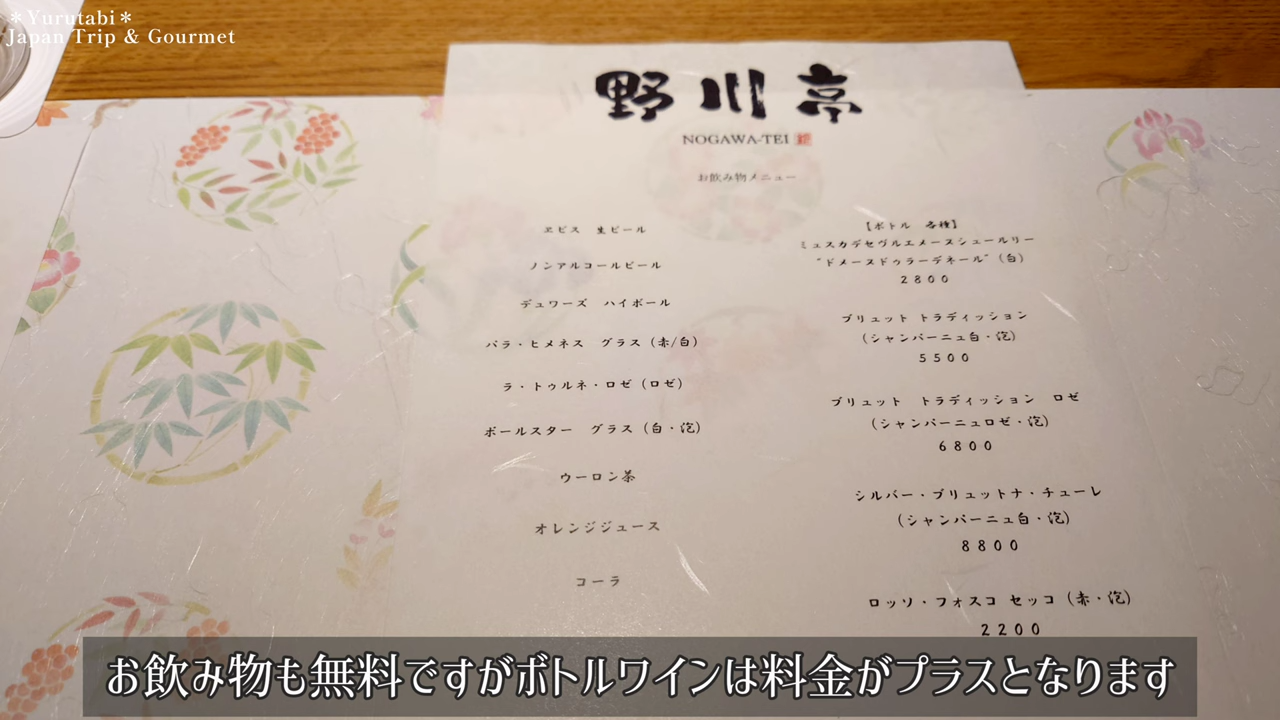 ＊Yurutabi＊
Japan Trip & Gourmet
野川亭
NOGAWA-TEI
お飲み物メニュー
ヱビス 生ビール
ノンアルコールビール
デュワーズ ハイボール
パラ・ヒメネス グラス（赤/白）
ラ・トゥルネ・ロゼ（ロゼ）
ポールスター グラス（白・泡）
ウーロン茶
オレンジジュース
コーラ
【ボトル 各種】
ミュスカデセヴルエメーヌシュールリー
“ドメーヌドゥラーデネール”（白）
2800
ブリュット トラディッション
（シャンパーニュ白・泡）
5500
ブリュット トラディッション ロゼ
（シャンパーニュロゼ・泡）
6800
シルバー・ブリュットナ・チューレ
（シャンパーニュ白・泡）
8800
ロッソ・フォスコ セッコ（赤・泡）
2200
お飲み物も無料ですがボトルワインは料金がプラスとなります